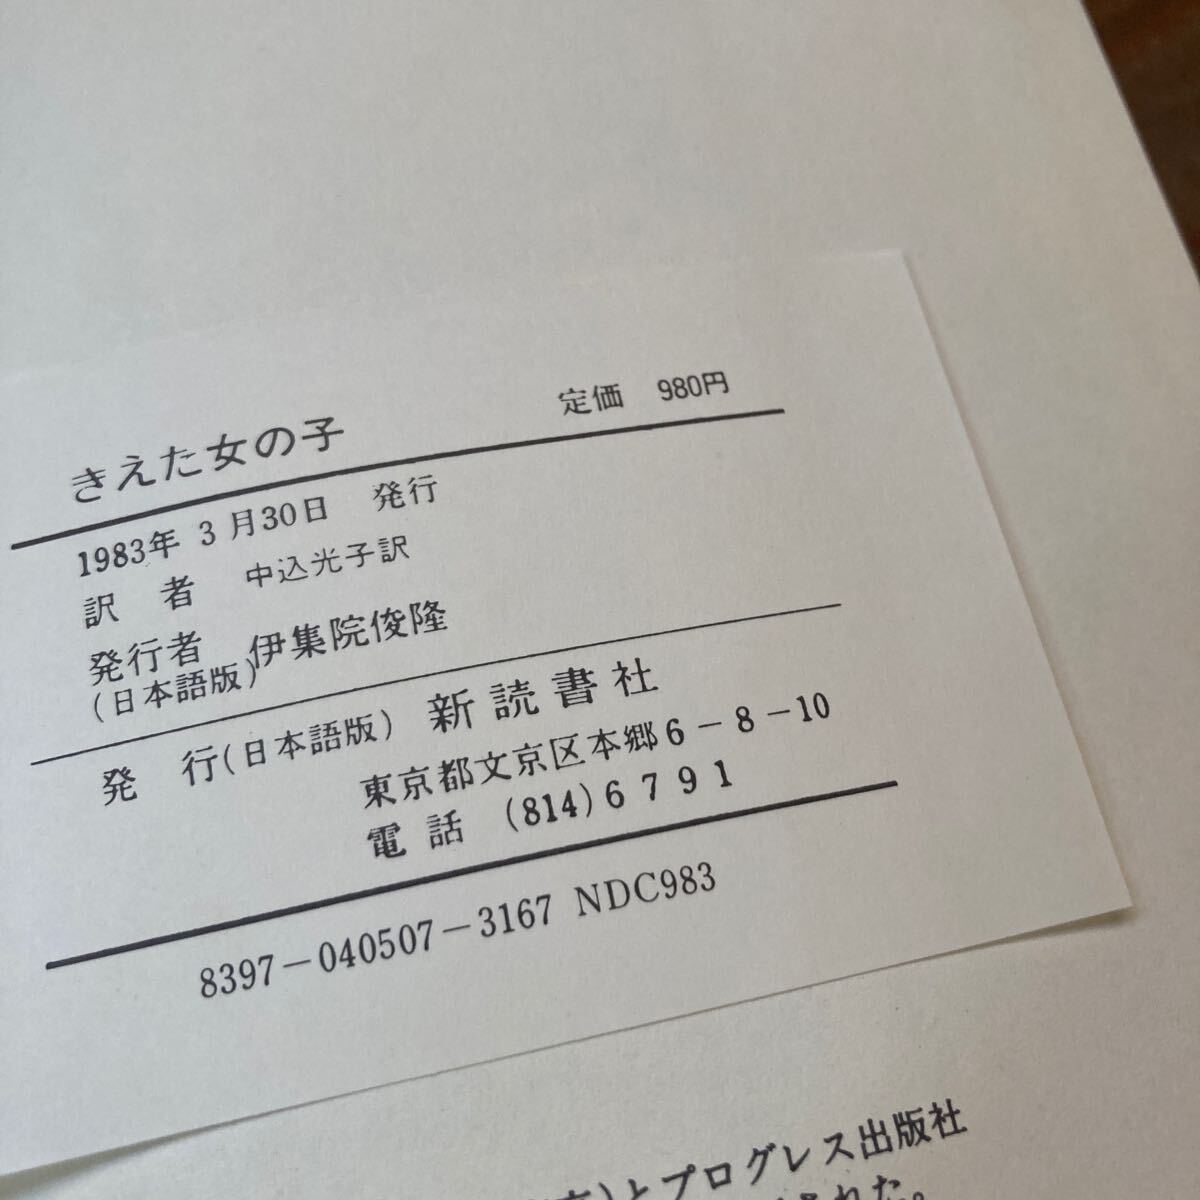 きえた女の子 定価 980円
1983年 3月30日 発行
訳 者 中込光子訳
発行者 伊集院俊隆
(日本語版)
発 行(日本語版) 新読書社
東京都文京区本郷6-8-10
電 話 (814)6791
8397-040507-3167 NDC983
)とプログレス出版社
られた。